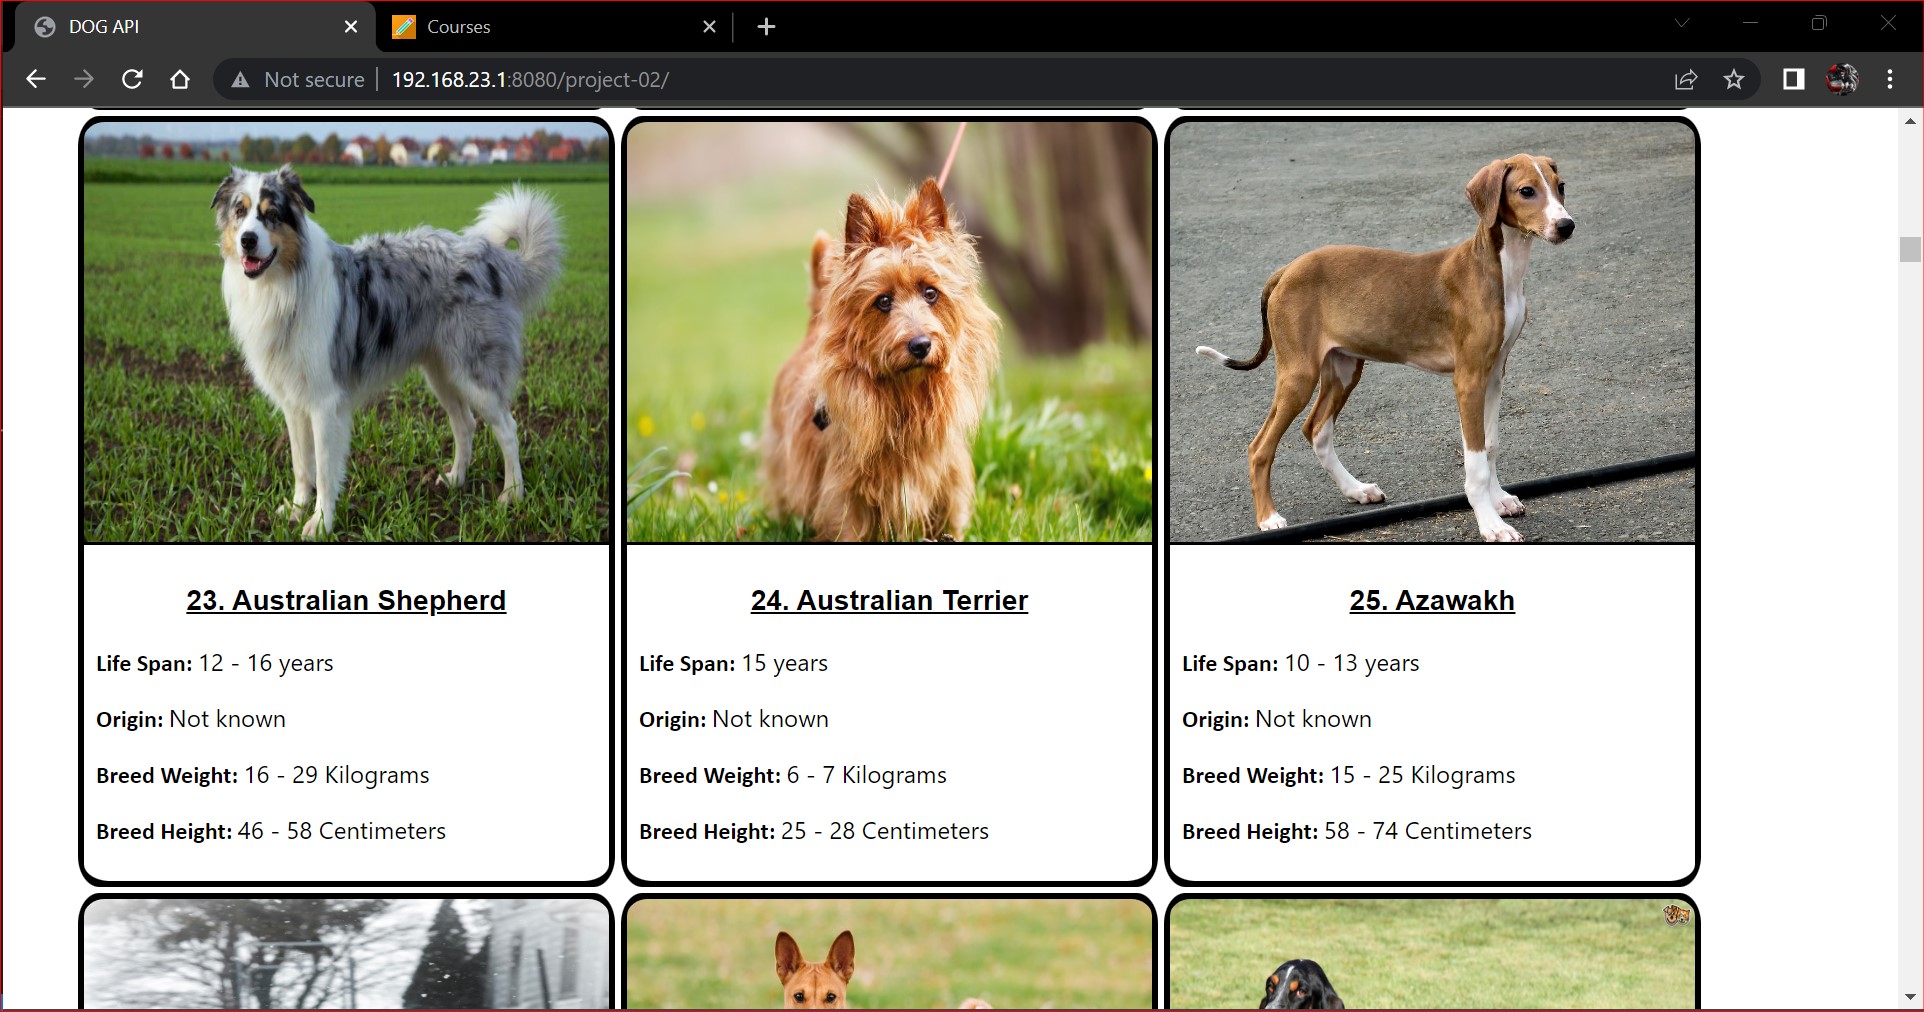 DOG API
Courses
Not secure 192.168.23.1:8080/project-02/
23. Australian Shepherd
Life Span: 12 - 16 years
Origin: Not known
Breed Weight: 16 - 29 Kilograms
Breed Height: 46 - 58 Centimeters
24. Australian Terrier
Life Span: 15 years
Origin: Not known
Breed Weight: 6 - 7 Kilograms
Breed Height: 25 - 28 Centimeters
25. Azawakh
Life Span: 10 - 13 years
Origin: Not known
Breed Weight: 15 - 25 Kilograms
Breed Height: 58 - 74 Centimeters